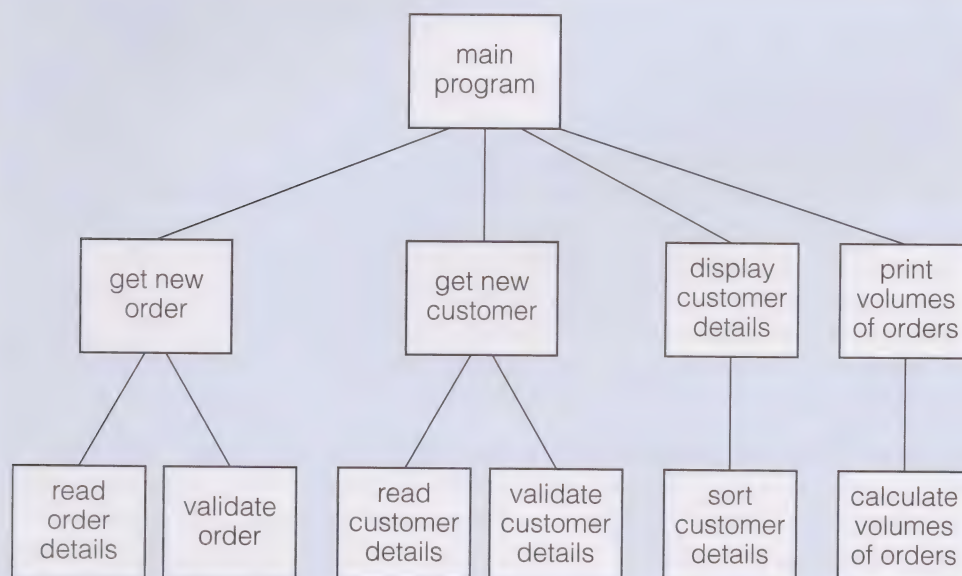 main
program
get new
order
get new
customer
display
customer
details
print
volumes
of orders
read
order
details
validate
order
read
customer
details
validate
customer
details
sort
customer
details
calculate
volumes
of orders